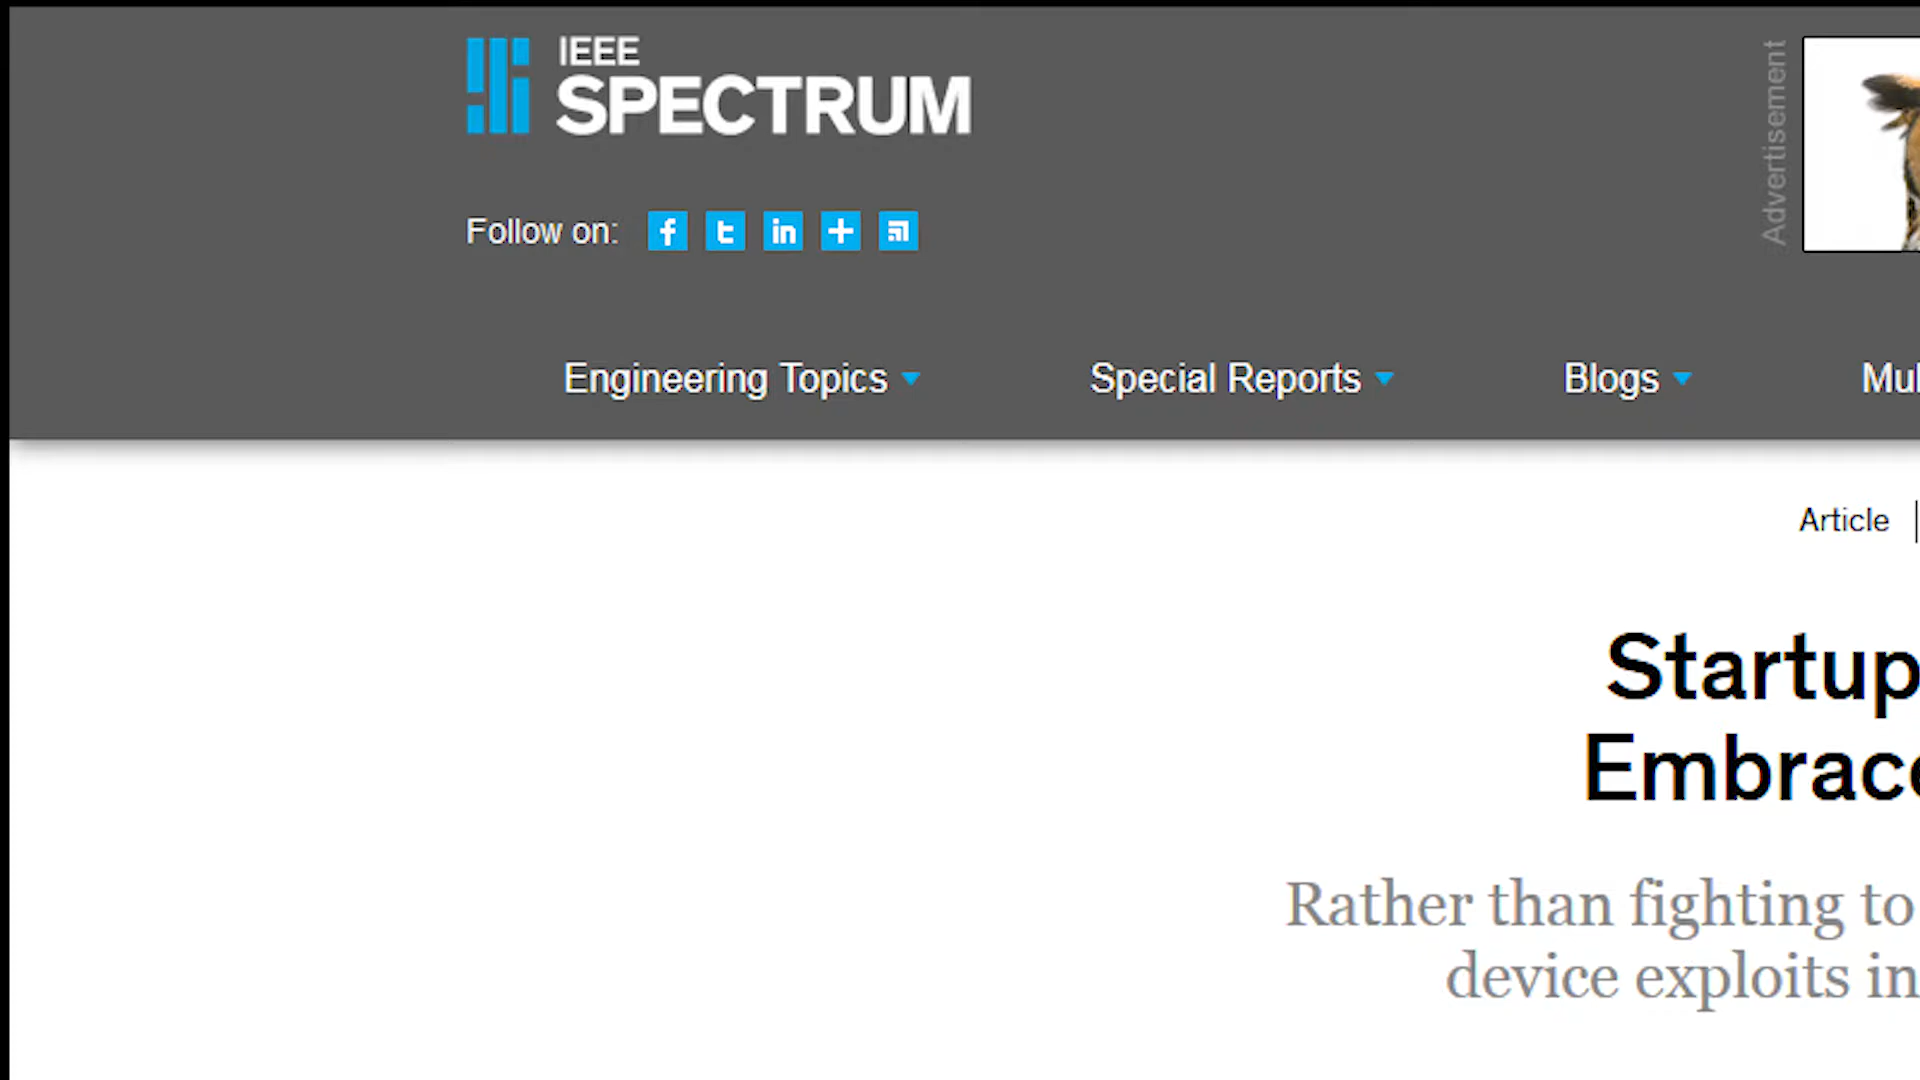 IEEE
SPECTRUM
Advertisement
Follow on:
Engineering Topics Special Reports Blogs
Article
Startup
Rather than fighting to
device exploits in